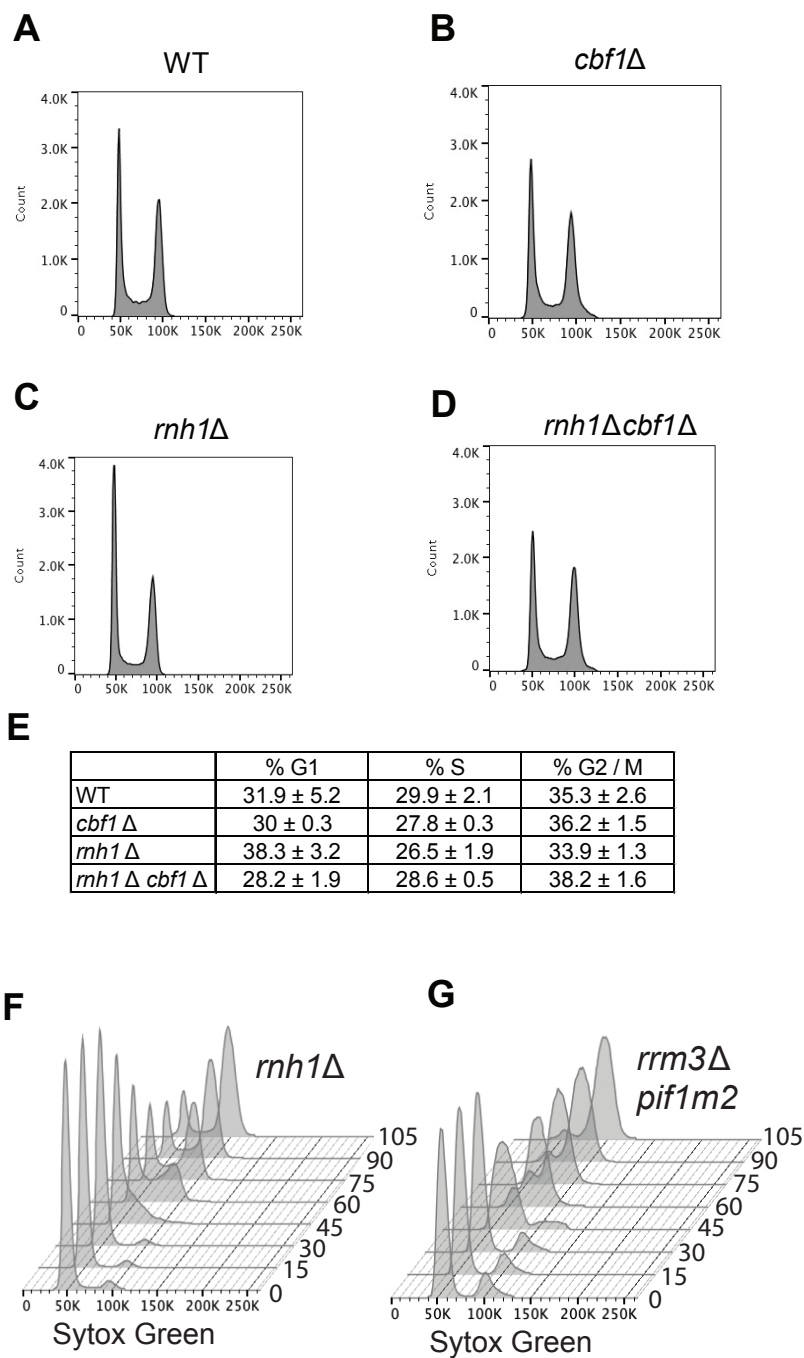 A
WT
4.0K
3.0K
2.0K
1.0K
0
Count
0 50K 100K 150K 200K 250K
B
cbf1Δ
4.0K
3.0K
2.0K
1.0K
0
Count
0 50K 100K 150K 200K 250K
C
rnh1Δ
4.0K
3.0K
2.0K
1.0K
0
Count
0 50K 100K 150K 200K 250K
D
rnh1Δcbf1Δ
4.0K
3.0K
2.0K
1.0K
0
Count
0 50K 100K 150K 200K 250K
E
% G1 % S % G2 / M
WT 31.9 ± 5.2 29.9 ± 2.1 35.3 ± 2.6
cbf1 Δ 30 ± 0.3 27.8 ± 0.3 36.2 ± 1.5
rnh1 Δ 38.3 ± 3.2 26.5 ± 1.9 33.9 ± 1.3
rnh1 Δ cbf1 Δ 28.2 ± 1.9 28.6 ± 0.5 38.2 ± 1.6
F
rnh1Δ
105
90
75
60
45
30
15
0
0 50K 100K 150K 200K 250K
Sytox Green
G
rrm3Δ
pif1m2
105
90
75
60
45
30
15
0
0 50K 100K 150K 200K 250K
Sytox Green